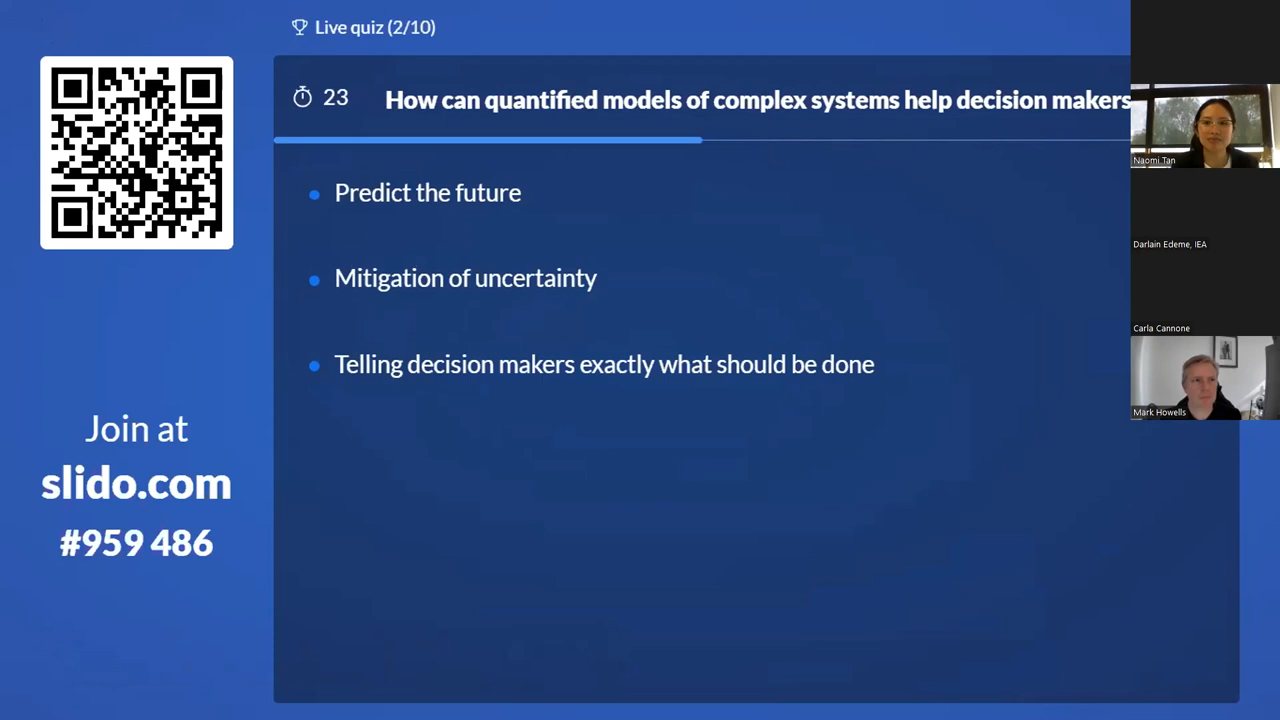 Live quiz (2/10)
23
How can quantified models of complex systems help decision makers
Predict the future
Mitigation of uncertainty
Telling decision makers exactly what should be done
Join at
slido.com
#959 486
Naomi Tan
Darlain Edeme, IEA
Carla Cannone
Mark Howells